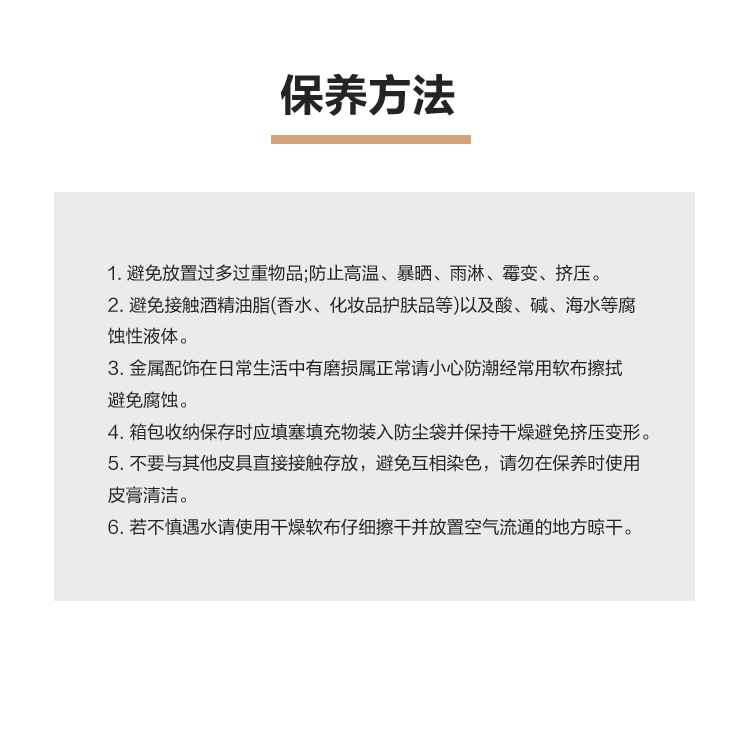 保养方法
1. 避免放置过多过重物品;防止高温、暴晒、雨淋、霉变、挤压。
2. 避免接触酒精油脂(香水、化妆品护肤品等)以及酸、碱、海水等腐
蚀性液体。
3. 金属配饰在日常生活中有磨损属正常请小心防潮经常用软布擦拭
避免腐蚀。
4. 箱包收纳保存时应填塞填充物装入防尘袋并保持干燥避免挤压变形。
5. 不要与其他皮具直接接触存放，避免互相染色，请勿在保养时使用
皮膏清洁。
6. 若不慎遇水请使用干燥软布仔细擦干并放置空气流通的地方晾干。